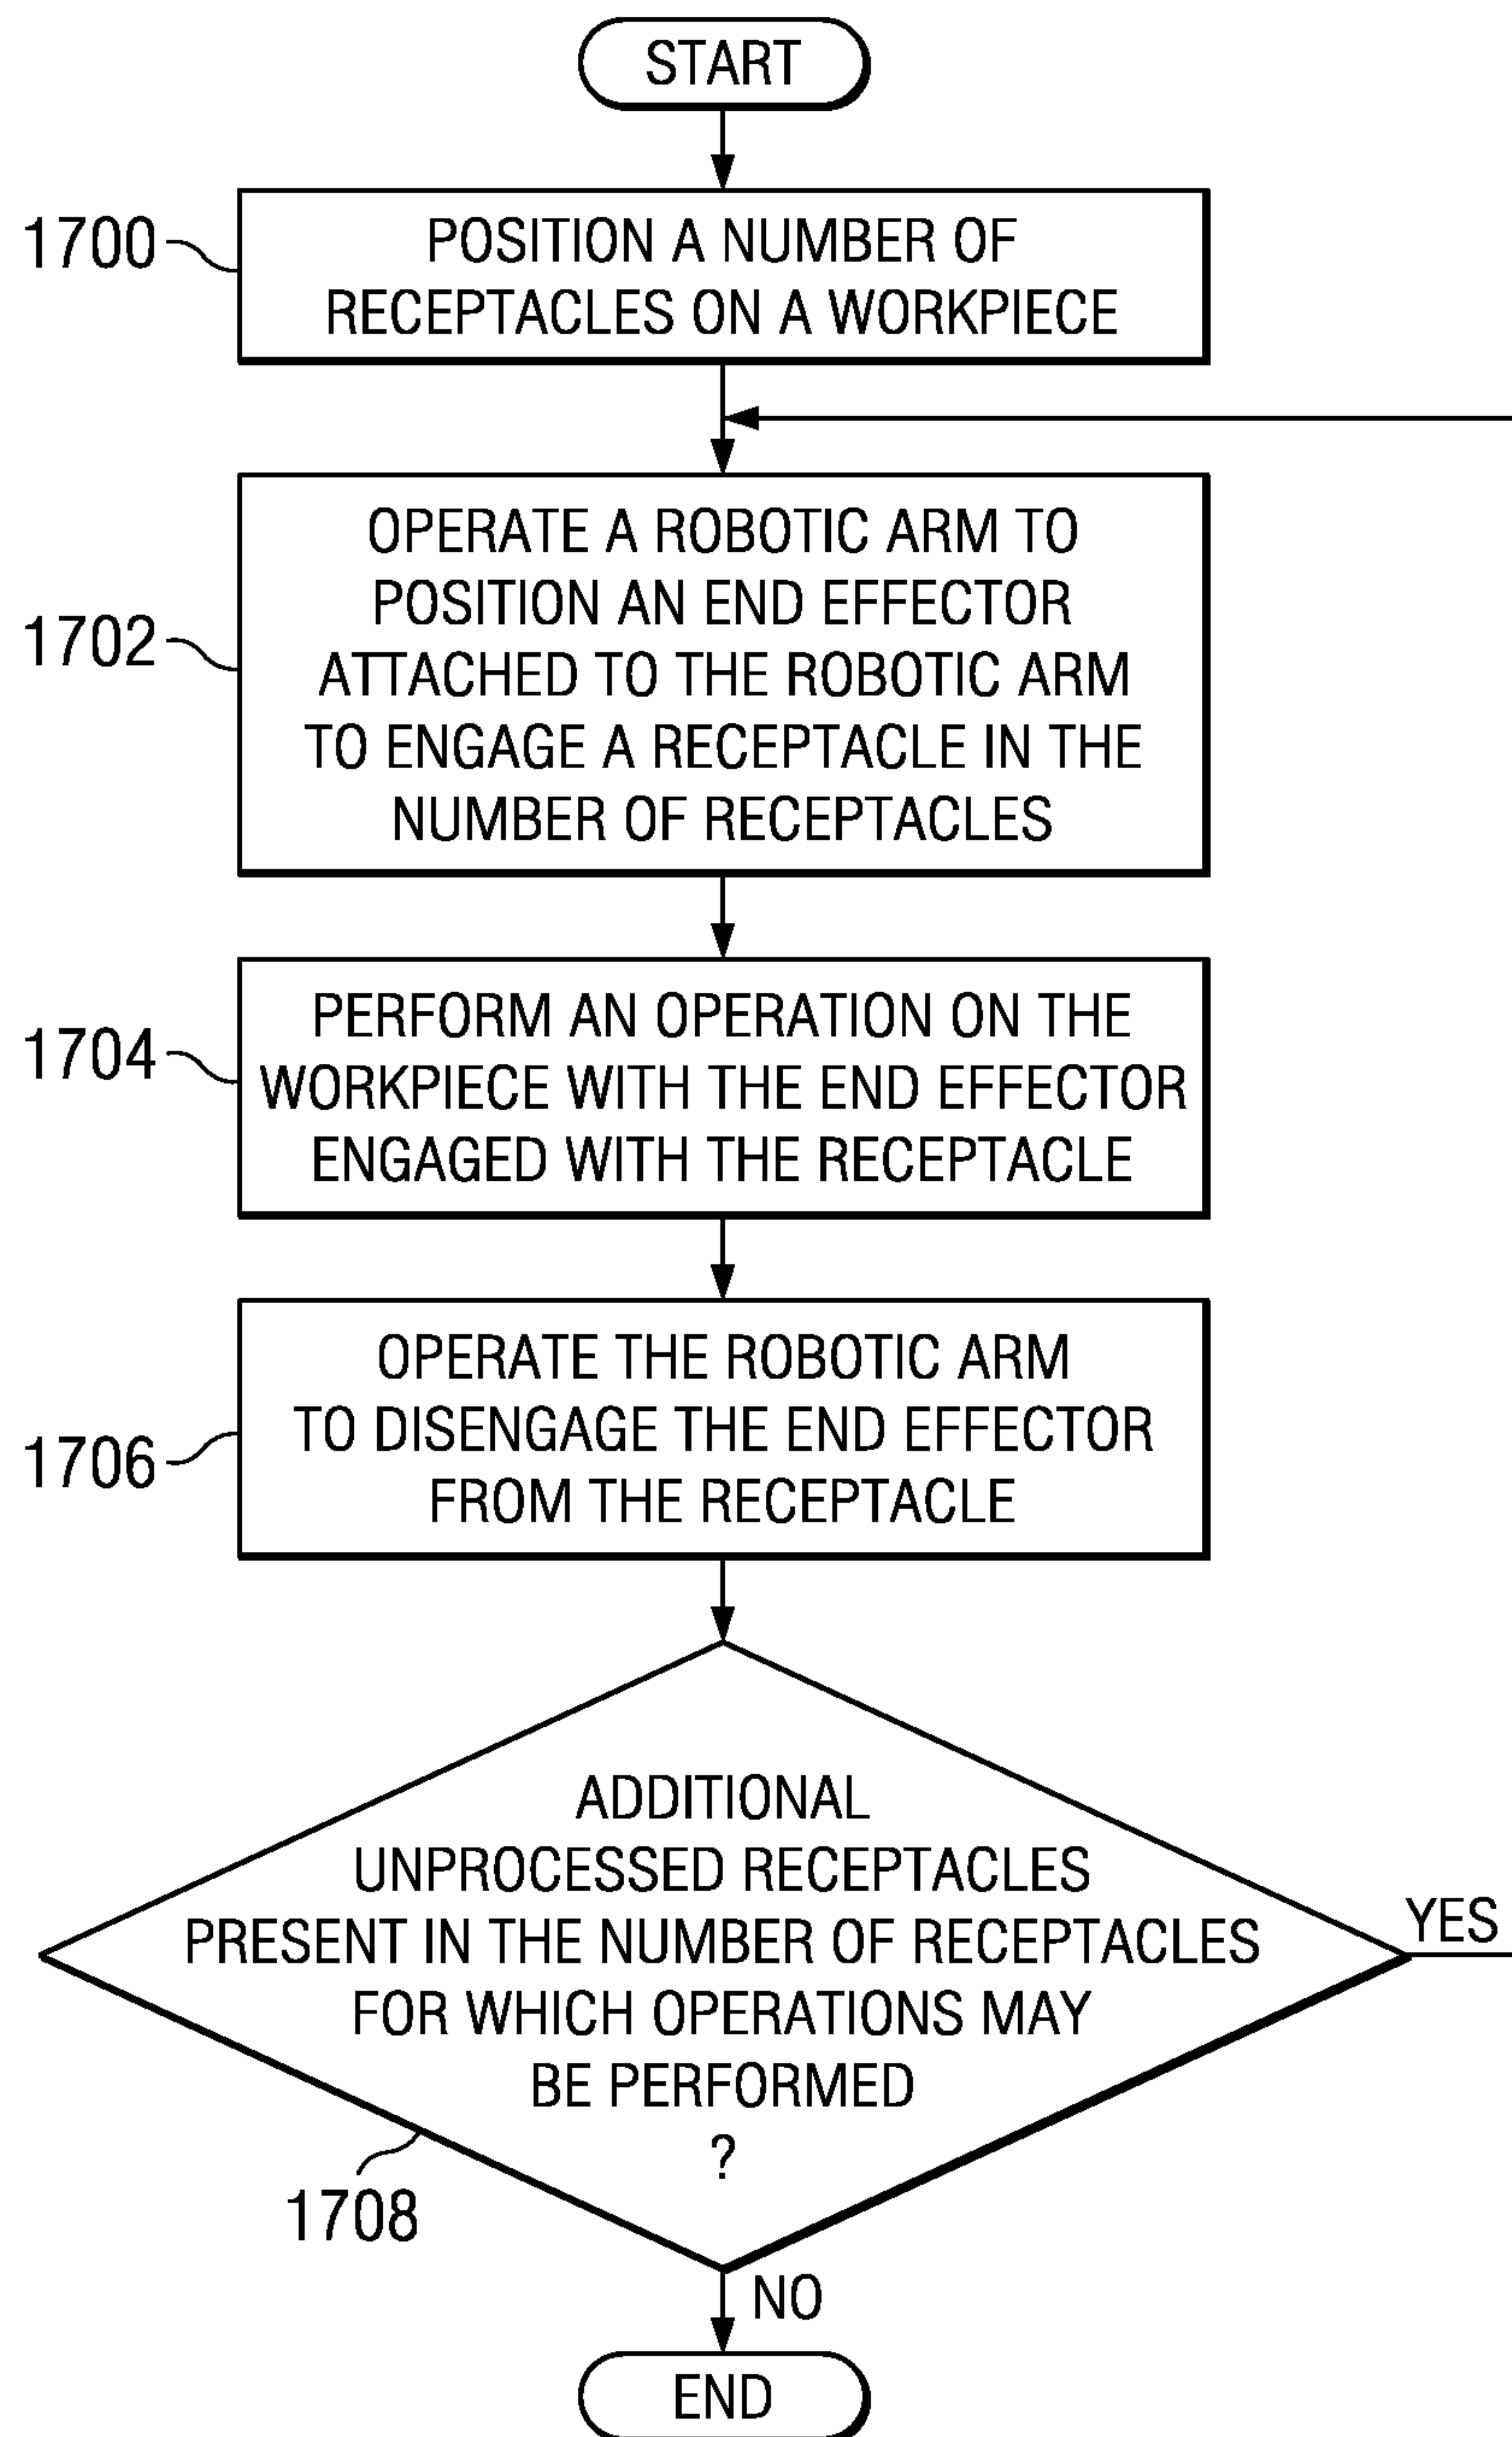 START
1700
POSITION A NUMBER OF
RECEPTACLES ON A WORKPIECE
1702
OPERATE A ROBOTIC ARM TO
POSITION AN END EFFECTOR
ATTACHED TO THE ROBOTIC ARM
TO ENGAGE A RECEPTACLE IN THE
NUMBER OF RECEPTACLES
1704
PERFORM AN OPERATION ON THE
WORKPIECE WITH THE END EFFECTOR
ENGAGED WITH THE RECEPTACLE
1706
OPERATE THE ROBOTIC ARM
TO DISENGAGE THE END EFFECTOR
FROM THE RECEPTACLE
ADDITIONAL
UNPROCESSED RECEPTACLES
PRESENT IN THE NUMBER OF RECEPTACLES
FOR WHICH OPERATIONS MAY
BE PERFORMED
?
YES
1708
NO
END